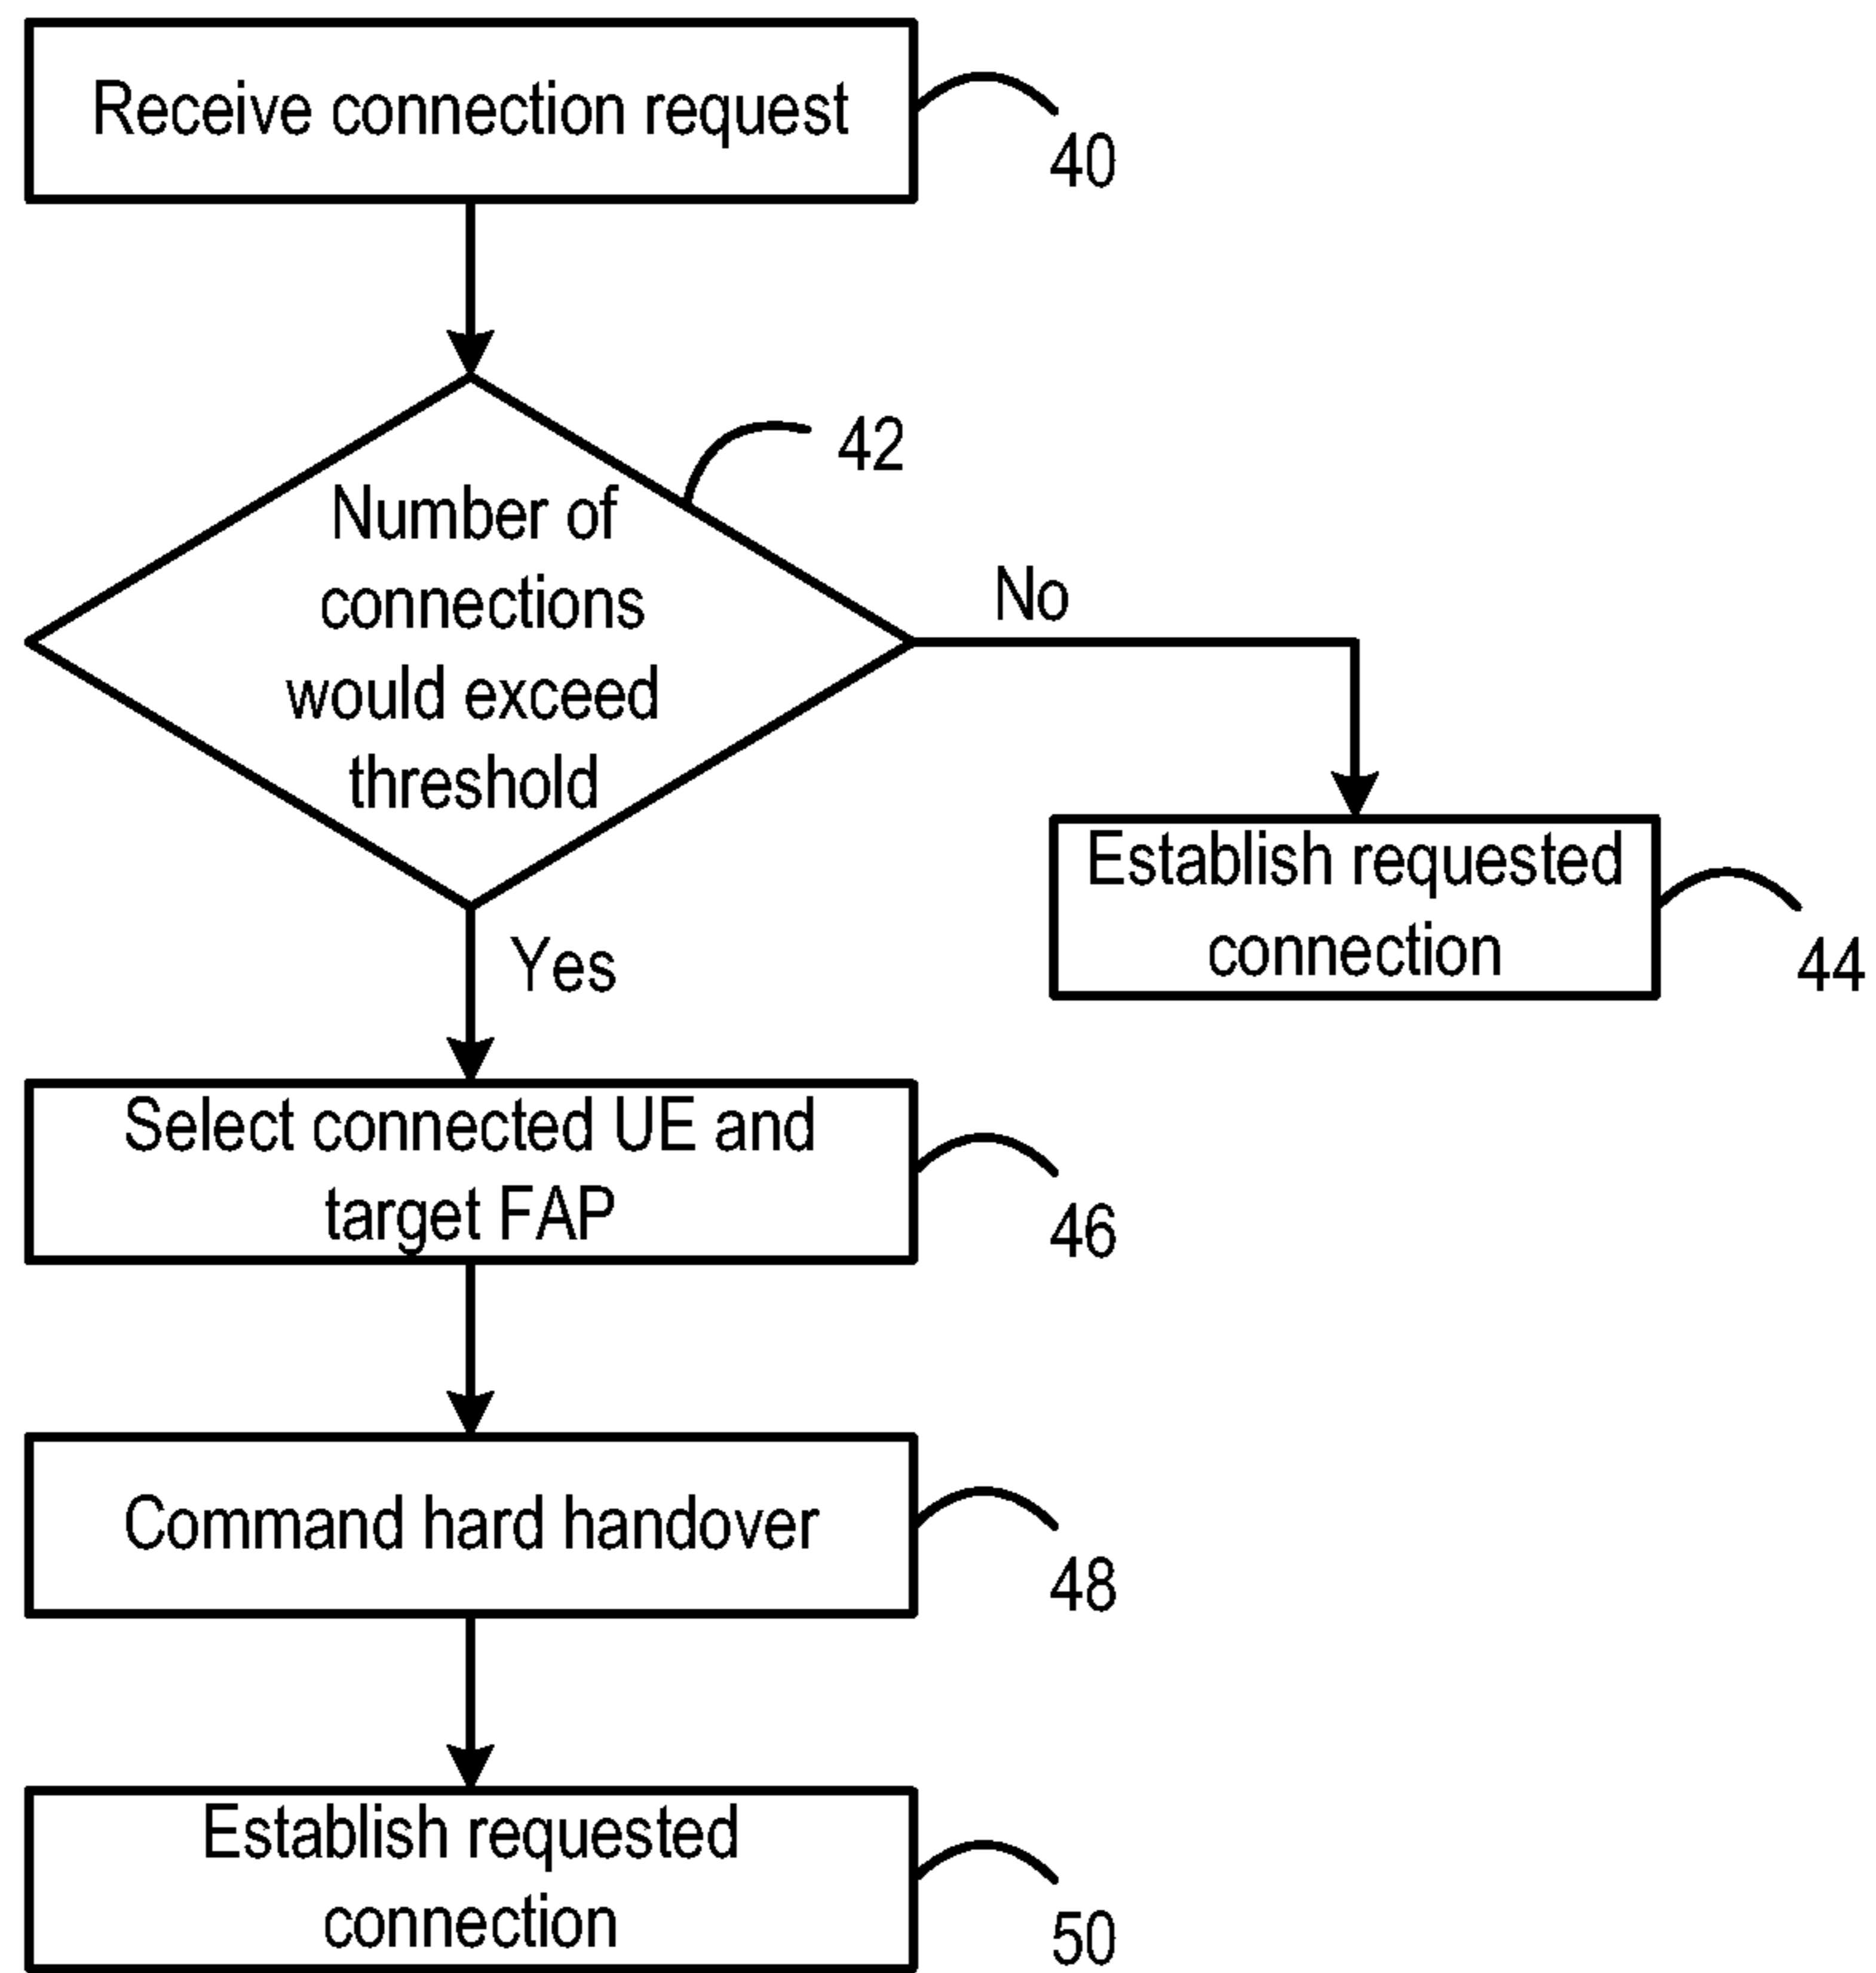 Receive connection request
40
42
Number of
connections
would exceed
threshold
No
Establish requested
connection
44
Yes
Select connected UE and
target FAP
46
Command hard handover
48
Establish requested
connection
50